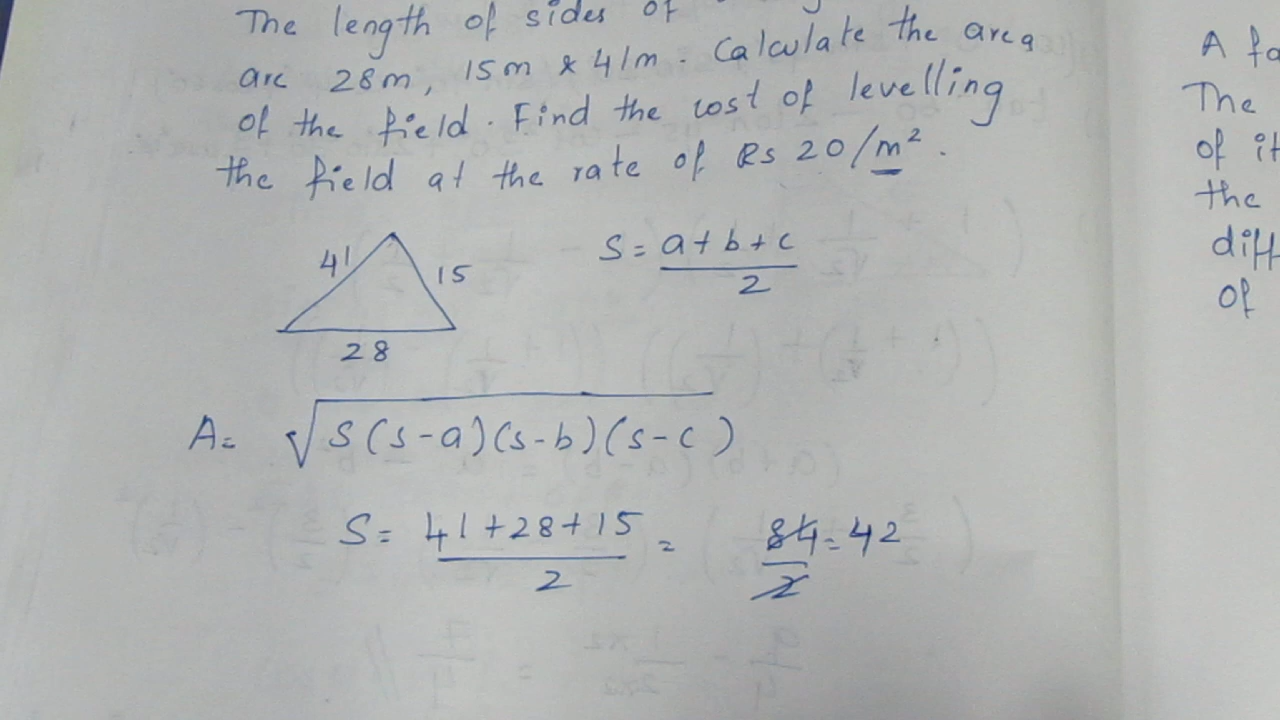 The length of sides of
are 28m, 15m & 41m. Calculate the area
of the field. Find the cost of levelling
the field at the rate of Rs 20/m².
41
15
28
S = a+b+c
2
A = √S(s-a)(s-b)(s-c)
S = 41+28+15 = 84 = 42
2 2
A fa
The
of it
the
diff
of